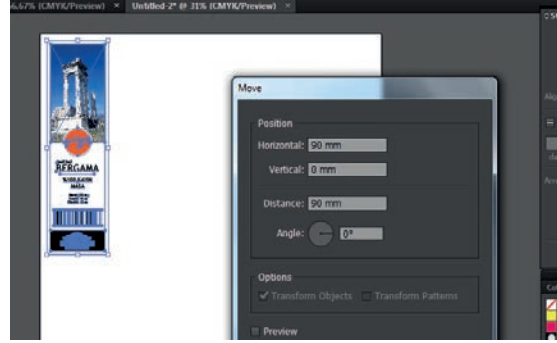 6,67% (CMYK/Preview) × Untitled-2* @ 31% (CMYK/Preview) ×
Move
Position
Horizontal: 90 mm
Vertical: 0 mm
Distance: 90 mm
Angle: 0°
Options
Transform Objects Transform Patterns
Preview
BERGAMA